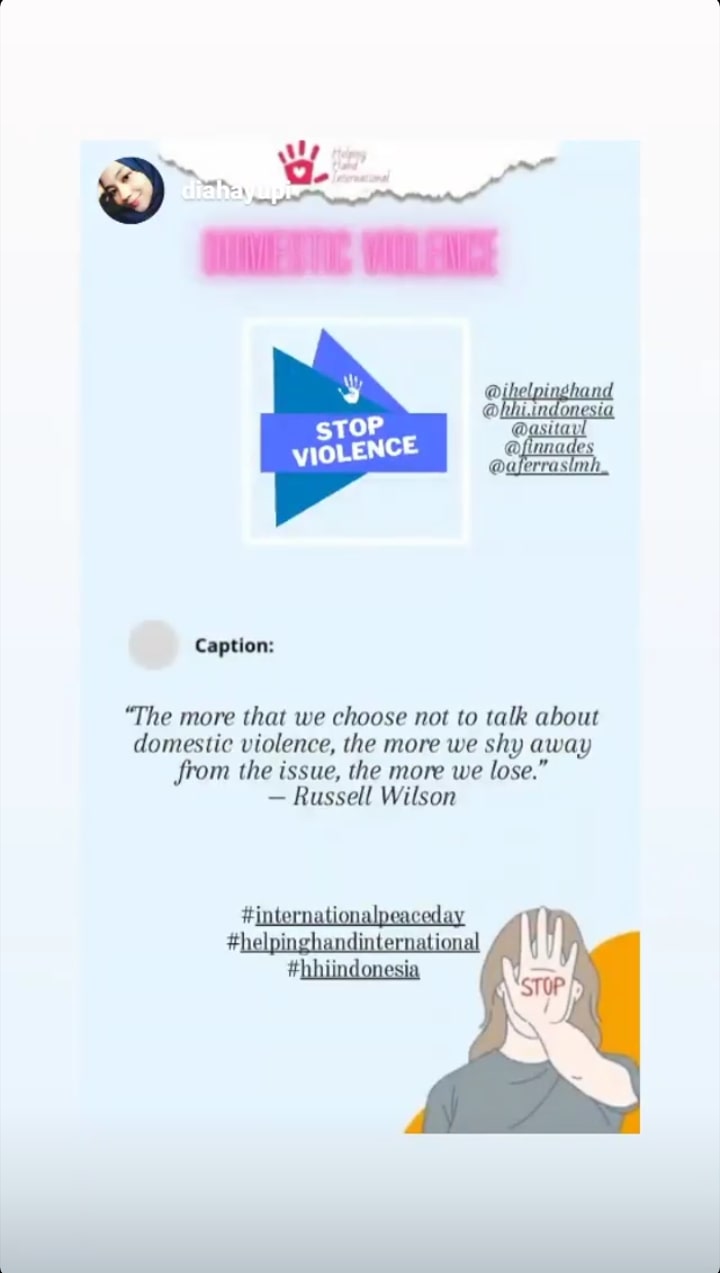 Helping
Hand
International
diahayupi
DOMESTIC VIOLENCE
STOP
VIOLENCE
@ihelpinghand
@hhi.indonesia
@asitavl
@finnades
@aferraslmh_
Caption:
“The more that we choose not to talk about
domestic violence, the more we shy away
from the issue, the more we lose.”
– Russell Wilson
#internationalpeaceday
#helpinghandinternational
#hhiindonesia
STOP